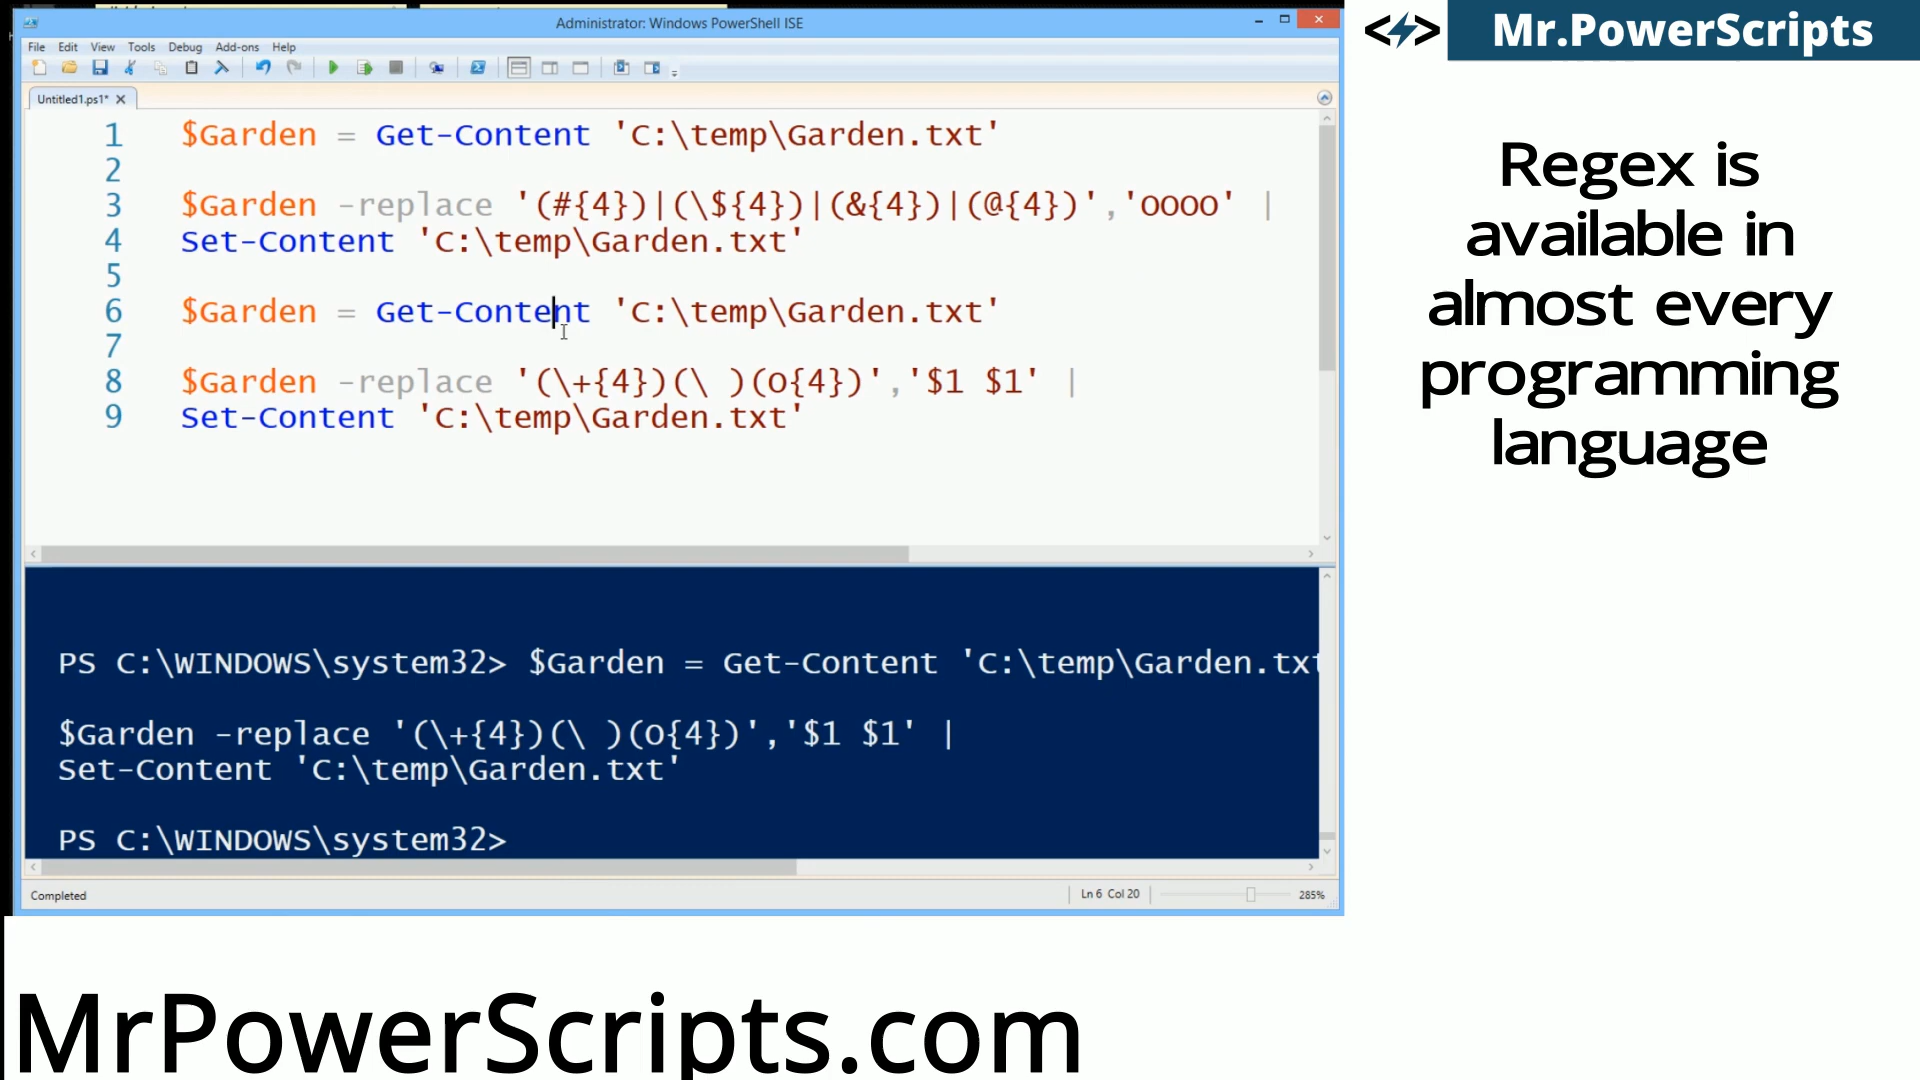 Administrator: Windows PowerShell ISE
File Edit View Tools Debug Add-ons Help
Untitled1.ps1*
1 $Garden = Get-Content 'C:\temp\Garden.txt'
2
3 $Garden -replace '(#{4})|(\${4})|(&{4})|(@{4})','OOOO' |
4 Set-Content 'C:\temp\Garden.txt'
5
6 $Garden = Get-Content 'C:\temp\Garden.txt'
7
8 $Garden -replace '(\+{4})(\ )(O{4})','$1 $1' |
9 Set-Content 'C:\temp\Garden.txt'
PS C:\WINDOWS\system32> $Garden = Get-Content 'C:\temp\Garden.txt
$Garden -replace '(\+{4})(\ )(O{4})','$1 $1' |
Set-Content 'C:\temp\Garden.txt'
PS C:\WINDOWS\system32>
Completed
Ln 6 Col 20
285%
Mr.PowerScripts
Regex is
available in
almost every
programming
language
MrPowerScripts.com